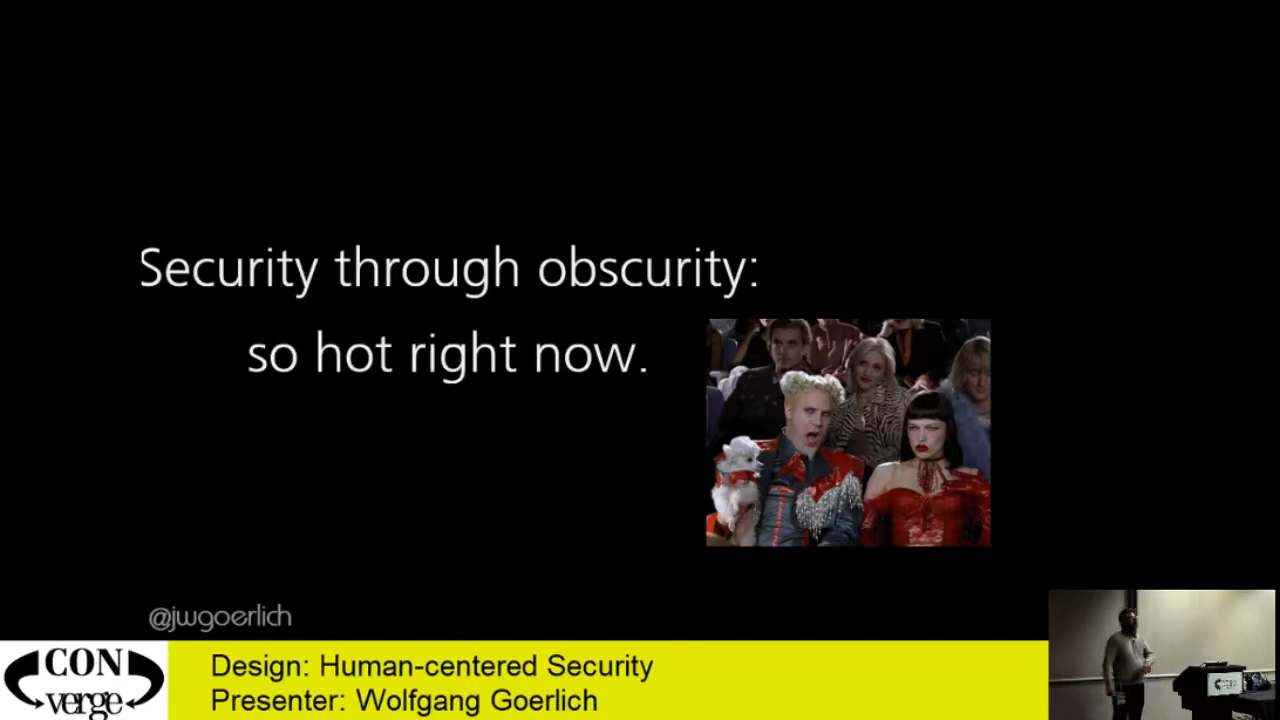 Security through obscurity:
so hot right now.
@jwgoerlich
CON
verge
Design: Human-centered Security
Presenter: Wolfgang Goerlich